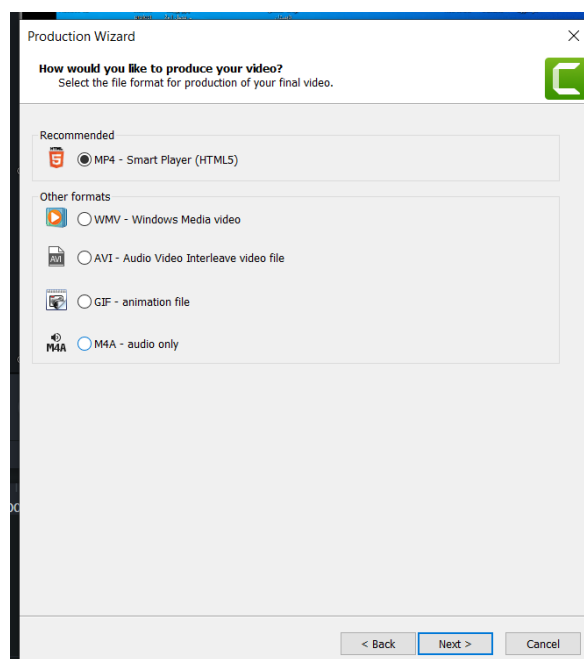 Production Wizard
How would you like to produce your video?
Select the file format for production of your final video.
Recommended
MP4 - Smart Player (HTML5)
Other formats
WMV - Windows Media video
AVI
AVI - Audio Video Interleave video file
GIF - animation file
M4A
M4A - audio only
< Back
Next >
Cancel